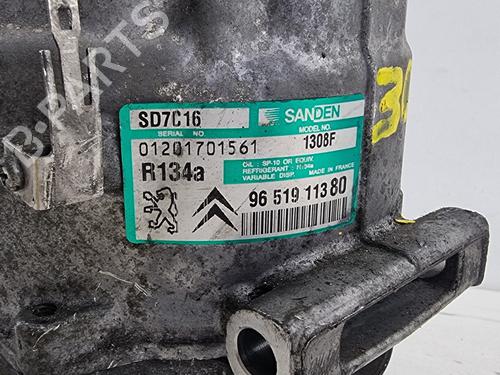 B-PARTS
SD7C16
SANDEN
SERIAL NO.
MODEL NO.
01201701561
1308F
R134a
OIL : SP-10 OR EQUIV.
REFRIGERANT : R134a
VARIABLE DISP. MADE IN FRANCE
96 519 113 80